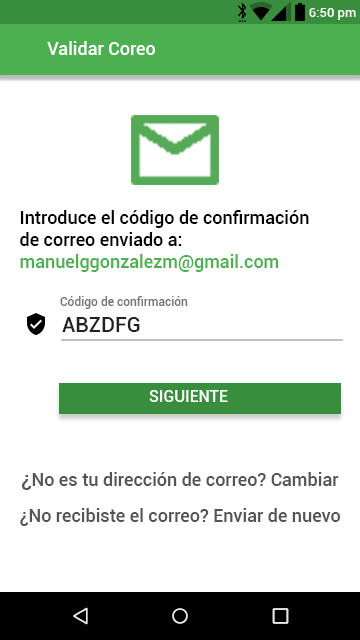 6:50 pm
Validar Coreo
Introduce el código de confirmación
de correo enviado a:
manuelggonzalezm@gmail.com
Código de confirmación
ABZDFG
SIGUIENTE
¿No es tu dirección de correo? Cambiar
¿No recibiste el correo? Enviar de nuevo